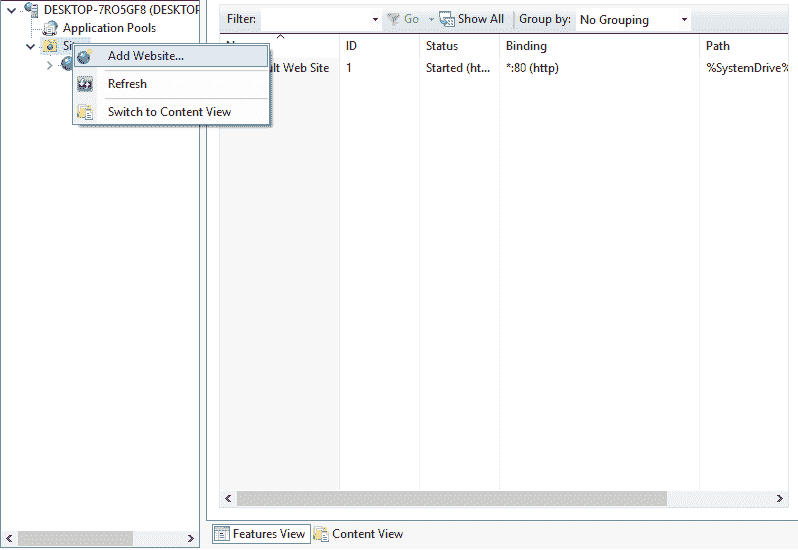 DESKTOP-7RO5GF8 (DESKTOP
Application Pools
Add Website...
Refresh
Switch to Content View
Filter: Go Show All Group by: No Grouping
ID Status Binding Path
ult Web Site 1 Started (ht... *:80 (http) %SystemDrive%
Features View Content View